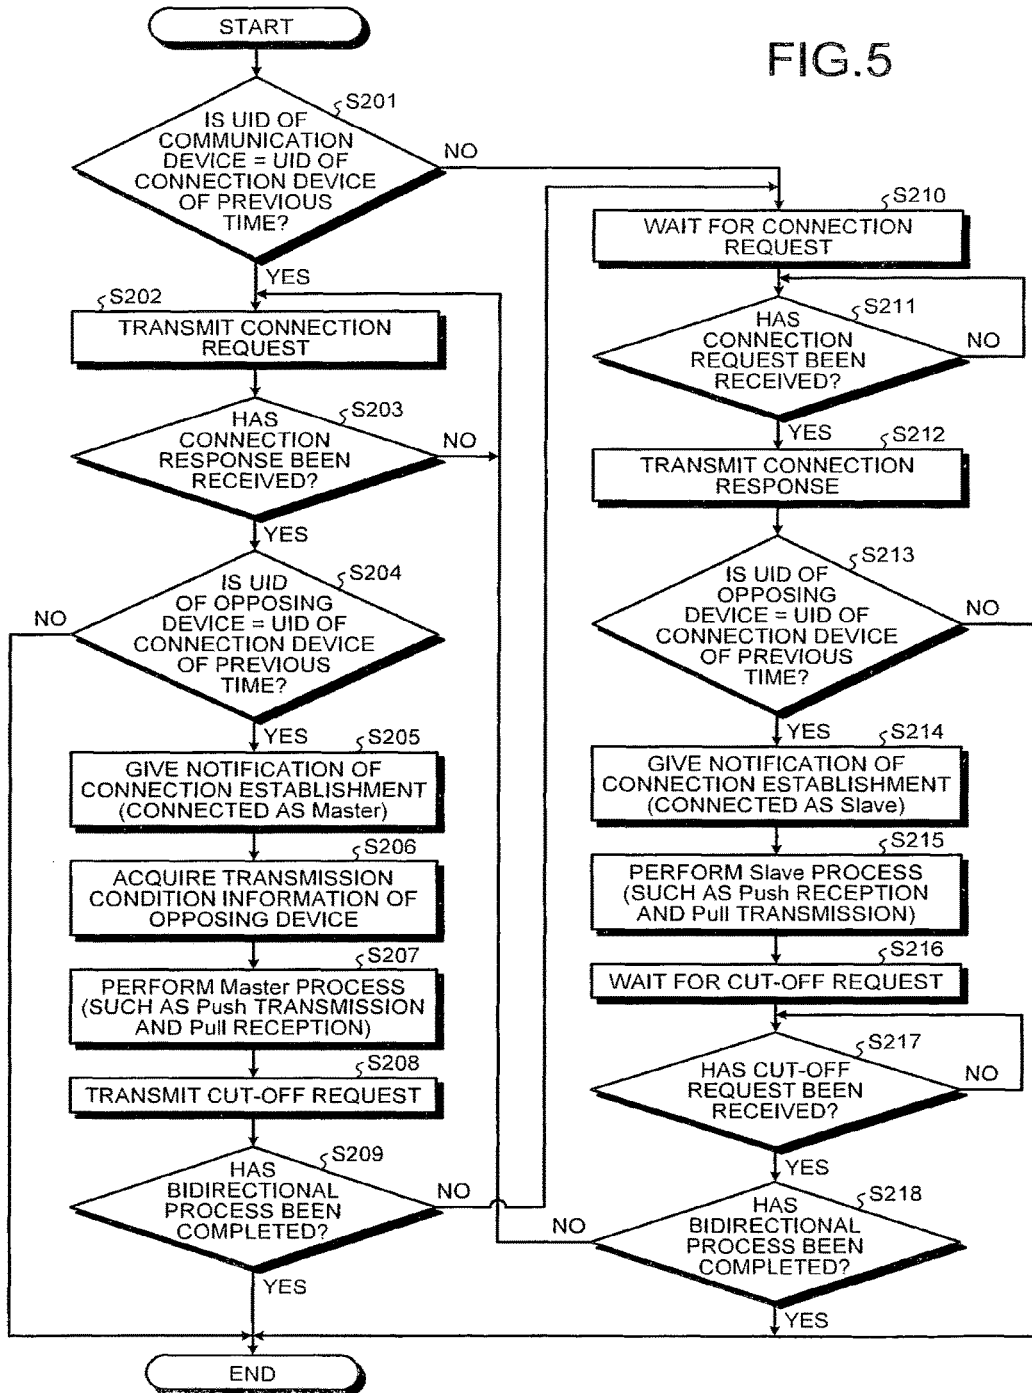 FIG.5
START
S201
IS UID OF
COMMUNICATION
DEVICE = UID OF
CONNECTION DEVICE
OF PREVIOUS
TIME?
NO
YES
S202
TRANSMIT CONNECTION
REQUEST
S203
HAS
CONNECTION
RESPONSE BEEN
RECEIVED?
NO
YES
S204
IS UID
OF OPPOSING
DEVICE = UID OF
CONNECTION DEVICE
OF PREVIOUS
TIME?
NO
YES
S205
GIVE NOTIFICATION OF
CONNECTION ESTABLISHMENT
(CONNECTED AS Master)
S206
ACQUIRE TRANSMISSION
CONDITION INFORMATION OF
OPPOSING DEVICE
S207
PERFORM Master PROCESS
(SUCH AS Push TRANSMISSION
AND Pull RECEPTION)
S208
TRANSMIT CUT-OFF REQUEST
S209
HAS
BIDIRECTIONAL
PROCESS BEEN
COMPLETED?
NO
YES
S210
WAIT FOR CONNECTION
REQUEST
S211
HAS
CONNECTION
REQUEST BEEN
RECEIVED?
NO
YES
S212
TRANSMIT CONNECTION
RESPONSE
S213
IS UID OF
OPPOSING
DEVICE = UID OF
CONNECTION DEVICE
OF PREVIOUS
TIME?
NO
YES
S214
GIVE NOTIFICATION OF
CONNECTION ESTABLISHMENT
(CONNECTED AS Slave)
S215
PERFORM Slave PROCESS
(SUCH AS Push RECEPTION
AND Pull TRANSMISSION)
S216
WAIT FOR CUT-OFF REQUEST
S217
HAS CUT-OFF
REQUEST BEEN
RECEIVED?
NO
YES
S218
HAS
BIDIRECTIONAL
PROCESS BEEN
COMPLETED?
NO
YES
END